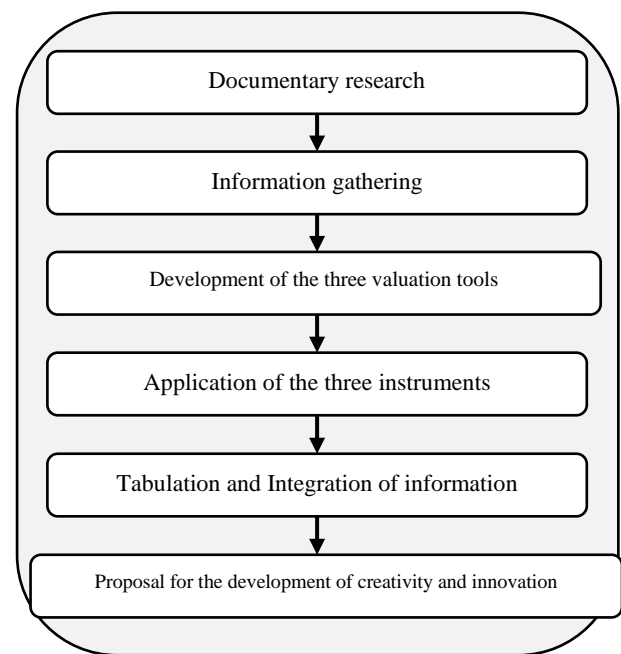 Documentary research
Information gathering
Development of the three valuation tools
Application of the three instruments
Tabulation and Integration of information
Proposal for the development of creativity and innovation